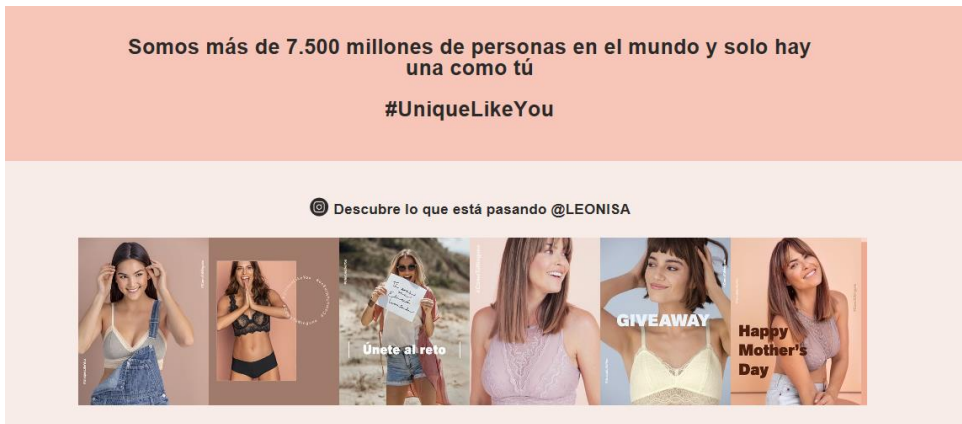 Somos más de 7.500 millones de personas en el mundo y solo hay
una como tú
#UniqueLikeYou
Descubre lo que está pasando @LEONISA
Únete al reto
GIVEAWAY
Happy
Mother's
Day